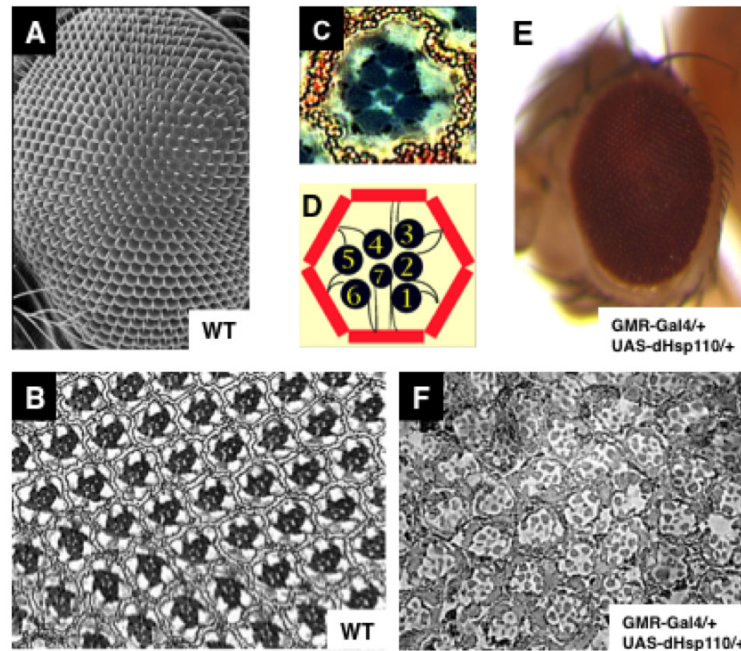 A
WT
C
D
3
4
2
5
7
6
1
E
GMR-Gal4/+
UAS-dHsp110/+
B
WT
F
GMR-Gal4/+
UAS-dHsp110/+